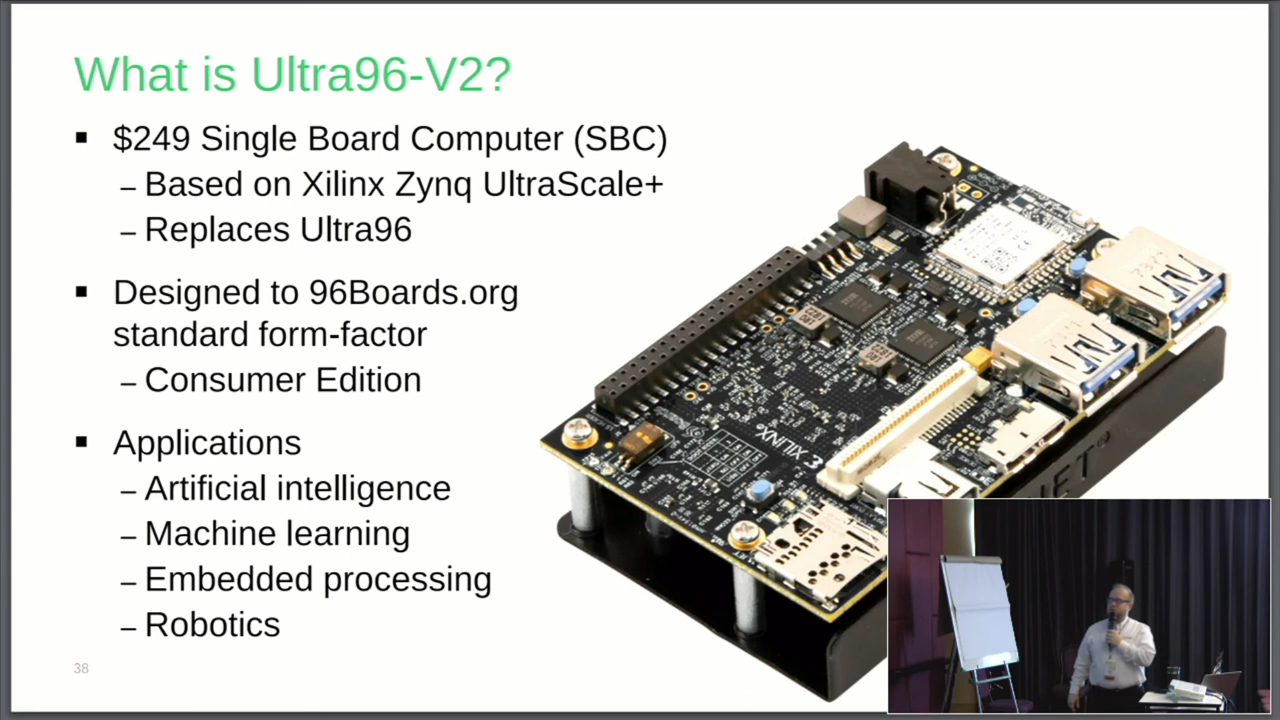 What is Ultra96-V2?
▪ $249 Single Board Computer (SBC)
– Based on Xilinx Zynq UltraScale+
– Replaces Ultra96
▪ Designed to 96Boards.org
standard form-factor
– Consumer Edition
▪ Applications
– Artificial intelligence
– Machine learning
– Embedded processing
– Robotics
38
XILINX